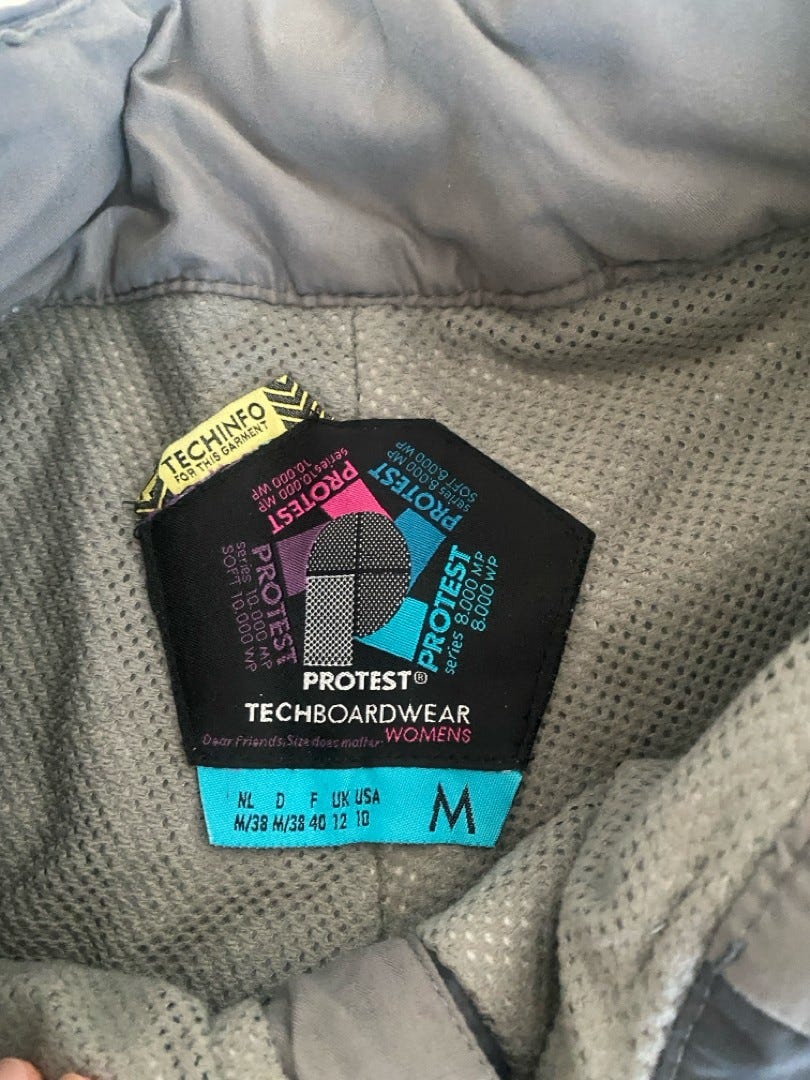 TECHINFO
FOR THIS GARMENT
PROTEST
series 10.000 MP
10.000 WP
PROTEST
series 8.000 MP
SOFT 8.000 WP
PROTEST
series 10.000 MP
SOFT 10.000 WP
PROTEST
series 8.000 MP
8.000 WP
PROTEST®
TECHBOARDWEAR
WOMENS
Dear Friends, Size does matter.
NL D F UK USA
M/38 M/38 40 12 10
M